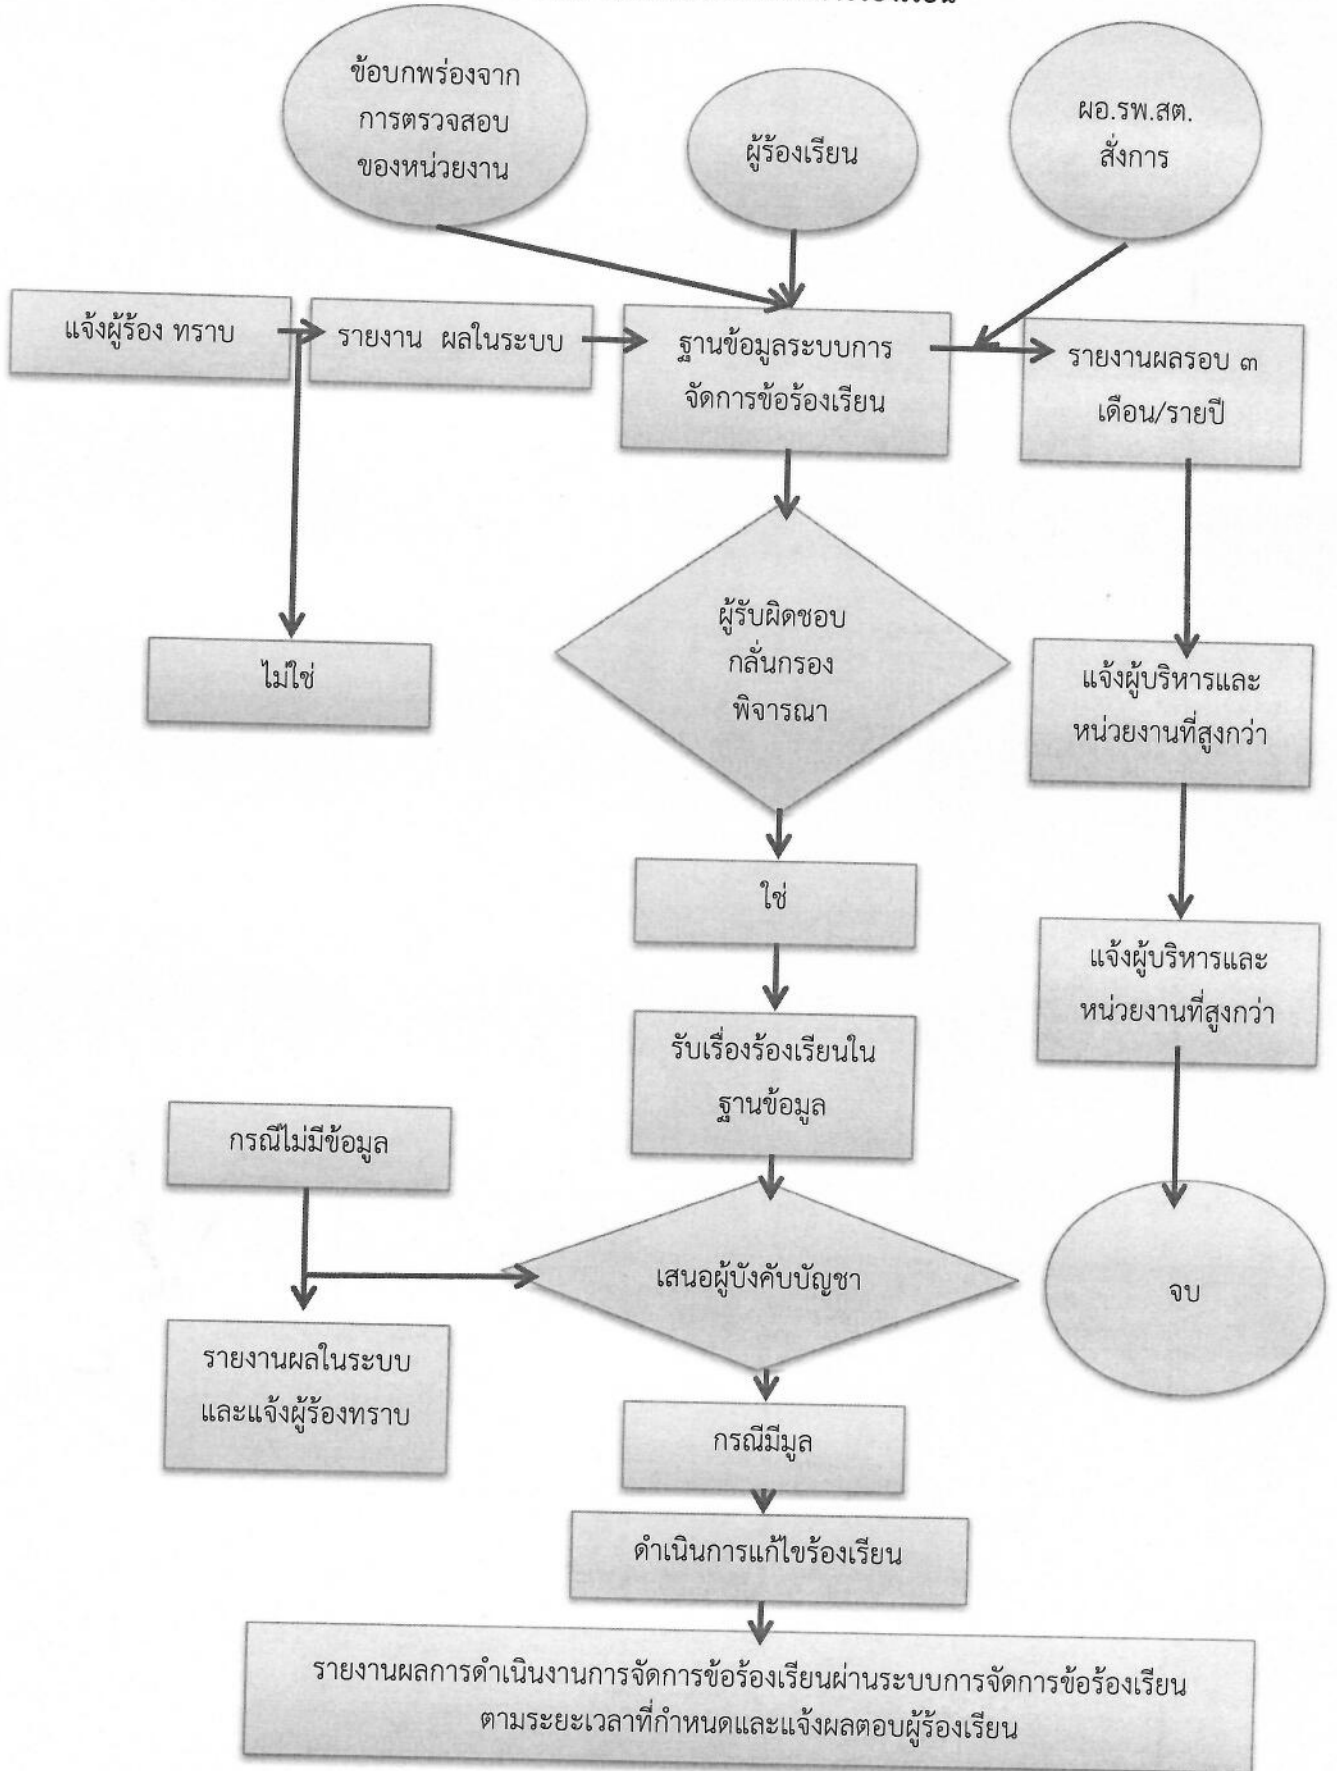 ข้อบกพร่องจาก
การตรวจสอบ
ของหน่วยงาน
ผู้ร้องเรียน
ผอ.รพ.สต.
สั่งการ
แจ้งผู้ร้อง ทราบ
รายงาน ผลในระบบ
ฐานข้อมูลระบบการ
จัดการข้อร้องเรียน
รายงานผลรอบ ๓
เดือน/รายปี
ไม่ใช่
ผู้รับผิดชอบ
กลั่นกรอง
พิจารณา
แจ้งผู้บริหารและ
หน่วยงานที่สูงกว่า
ใช่
แจ้งผู้บริหารและ
หน่วยงานที่สูงกว่า
รับเรื่องร้องเรียนใน
ฐานข้อมูล
กรณีไม่มีข้อมูล
เสนอผู้บังคับบัญชา
จบ
รายงานผลในระบบ
และแจ้งผู้ร้องทราบ
กรณีมีมูล
ดำเนินการแก้ไขร้องเรียน
รายงานผลการดำเนินงานการจัดการข้อร้องเรียนผ่านระบบการจัดการข้อร้องเรียน
ตามระยะเวลาที่กำหนดและแจ้งผลตอบผู้ร้องเรียน